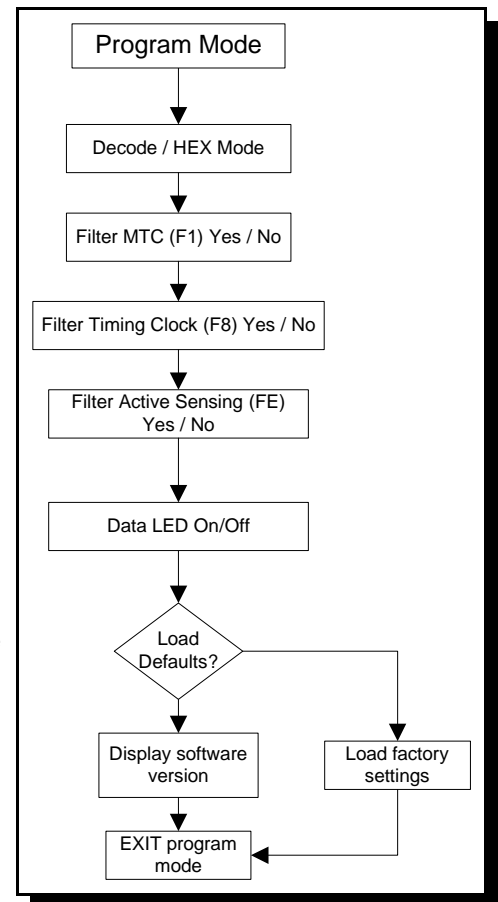 Program Mode
Decode / HEX Mode
Filter MTC (F1) Yes / No
Filter Timing Clock (F8) Yes / No
Filter Active Sensing (FE)
Yes / No
Data LED On/Off
Load
Defaults?
Display software
version
Load factory
settings
EXIT program
mode